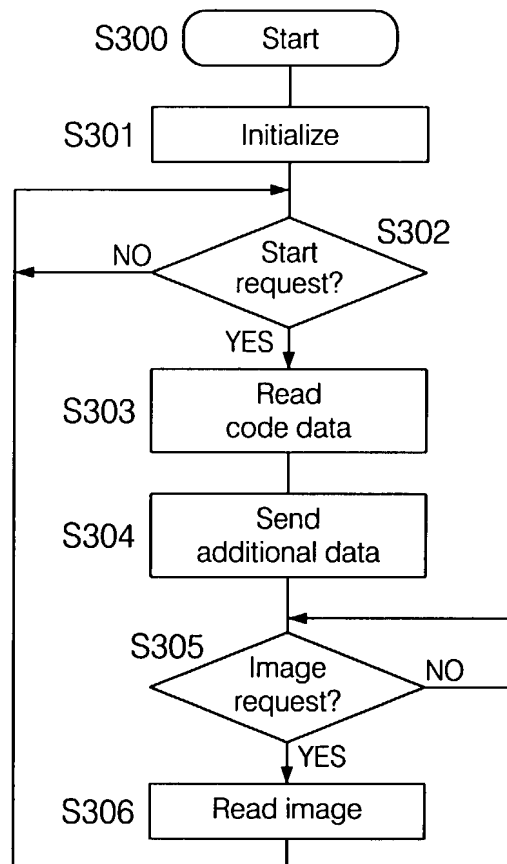 S300
Start
S301
Initialize
S302
NO
Start
request?
YES
S303
Read
code data
S304
Send
additional data
S305
Image
request?
NO
YES
S306
Read image